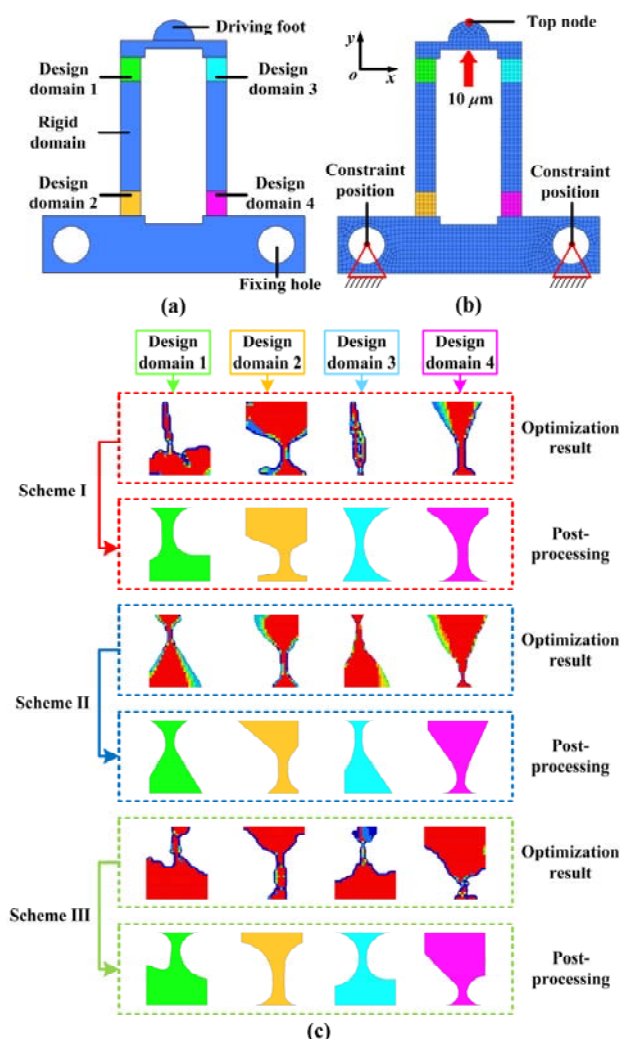 Driving foot
Design
domain 1
Design
domain 3
Rigid
domain
Design
domain 2
Design
domain 4
Fixing hole
(a)
y
o
x
Top node
10 μm
Constraint
position
Constraint
position
(b)
Design
domain 1
Design
domain 2
Design
domain 3
Design
domain 4
Scheme I
Optimization
result
Post-
processing
Scheme II
Optimization
result
Post-
processing
Scheme III
Optimization
result
Post-
processing
(c)